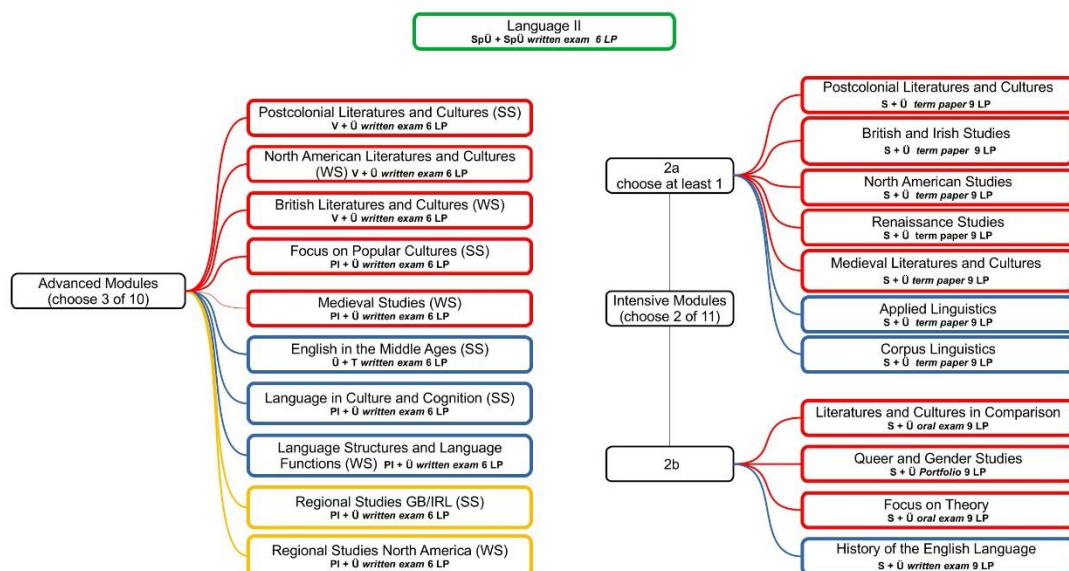 Language II
SpÜ + SpÜ written exam 6 LP
Advanced Modules
(choose 3 of 10)
Postcolonial Literatures and Cultures (SS)
V + Ü written exam 6 LP
North American Literatures and Cultures
(WS) V + Ü written exam 6 LP
British Literatures and Cultures (WS)
V + Ü written exam 6 LP
Focus on Popular Cultures (SS)
PI + Ü written exam 6 LP
Medieval Studies (WS)
PI + Ü written exam 6 LP
English in the Middle Ages (SS)
Ü + T written exam 6 LP
Language in Culture and Cognition (SS)
PI + Ü written exam 6 LP
Language Structures and Language
Functions (WS) PI + Ü written exam 6 LP
Regional Studies GB/IRL (SS)
PI + Ü written exam 6 LP
Regional Studies North America (WS)
PI + Ü written exam 6 LP
Intensive Modules
(choose 2 of 11)
2a
choose at least 1
Postcolonial Literatures and Cultures
S + Ü term paper 9 LP
British and Irish Studies
S + Ü term paper 9 LP
North American Studies
S + Ü term paper 9 LP
Renaissance Studies
S + Ü term paper 9 LP
Medieval Literatures and Cultures
S + Ü term paper 9 LP
Applied Linguistics
S + Ü term paper 9 LP
Corpus Linguistics
S + Ü term paper 9 LP
2b
Literatures and Cultures in Comparison
S + Ü oral exam 9 LP
Queer and Gender Studies
S + Ü Portfolio 9 LP
Focus on Theory
S + Ü oral exam 9 LP
History of the English Language
S + Ü written exam 9 LP